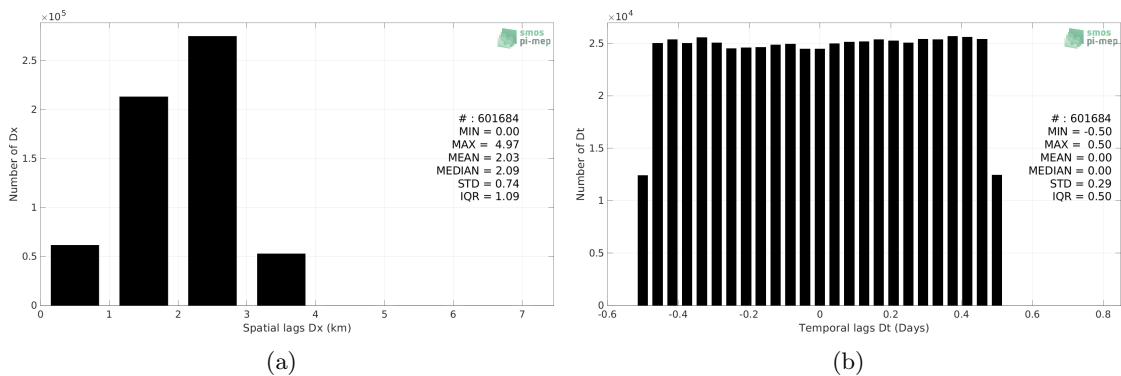 ×10⁵
2.5
2
1.5
1
0.5
0
0 1 2 3 4 5 6 7
Number of Dx
Spatial lags Dx (km)
smos
pi-mep
# : 601684
MIN = 0.00
MAX = 4.97
MEAN = 2.03
MEDIAN = 2.09
STD = 0.74
IQR = 1.09
(a)
×10⁴
2.5
2
1.5
1
0.5
0
-0.6 -0.4 -0.2 0 0.2 0.4 0.6 0.8
Number of Dt
Temporal lags Dt (Days)
smos
pi-mep
# : 601684
MIN = -0.50
MAX = 0.50
MEAN = 0.00
MEDIAN = 0.00
STD = 0.29
IQR = 0.50
(b)